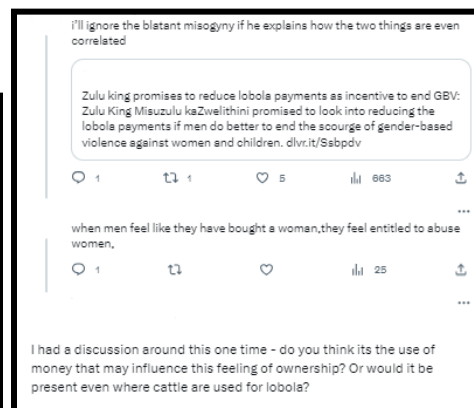 i'll ignore the blatant misogyny if he explains how the two things are even
correlated
Zulu king promises to reduce lobola payments as incentive to end GBV:
Zulu King Misuzulu kaZwelithini promised to look into reducing the
lobola payments if men do better to end the scourge of gender-based
violence against women and children. dlvr.it/Ssbpdv
1 1 5 663
...
when men feel like they have bought a woman,they feel entitled to abuse
women,
1 25
...
I had a discussion around this one time - do you think its the use of
money that may influence this feeling of ownership? Or would it be
present even where cattle are used for lobola?